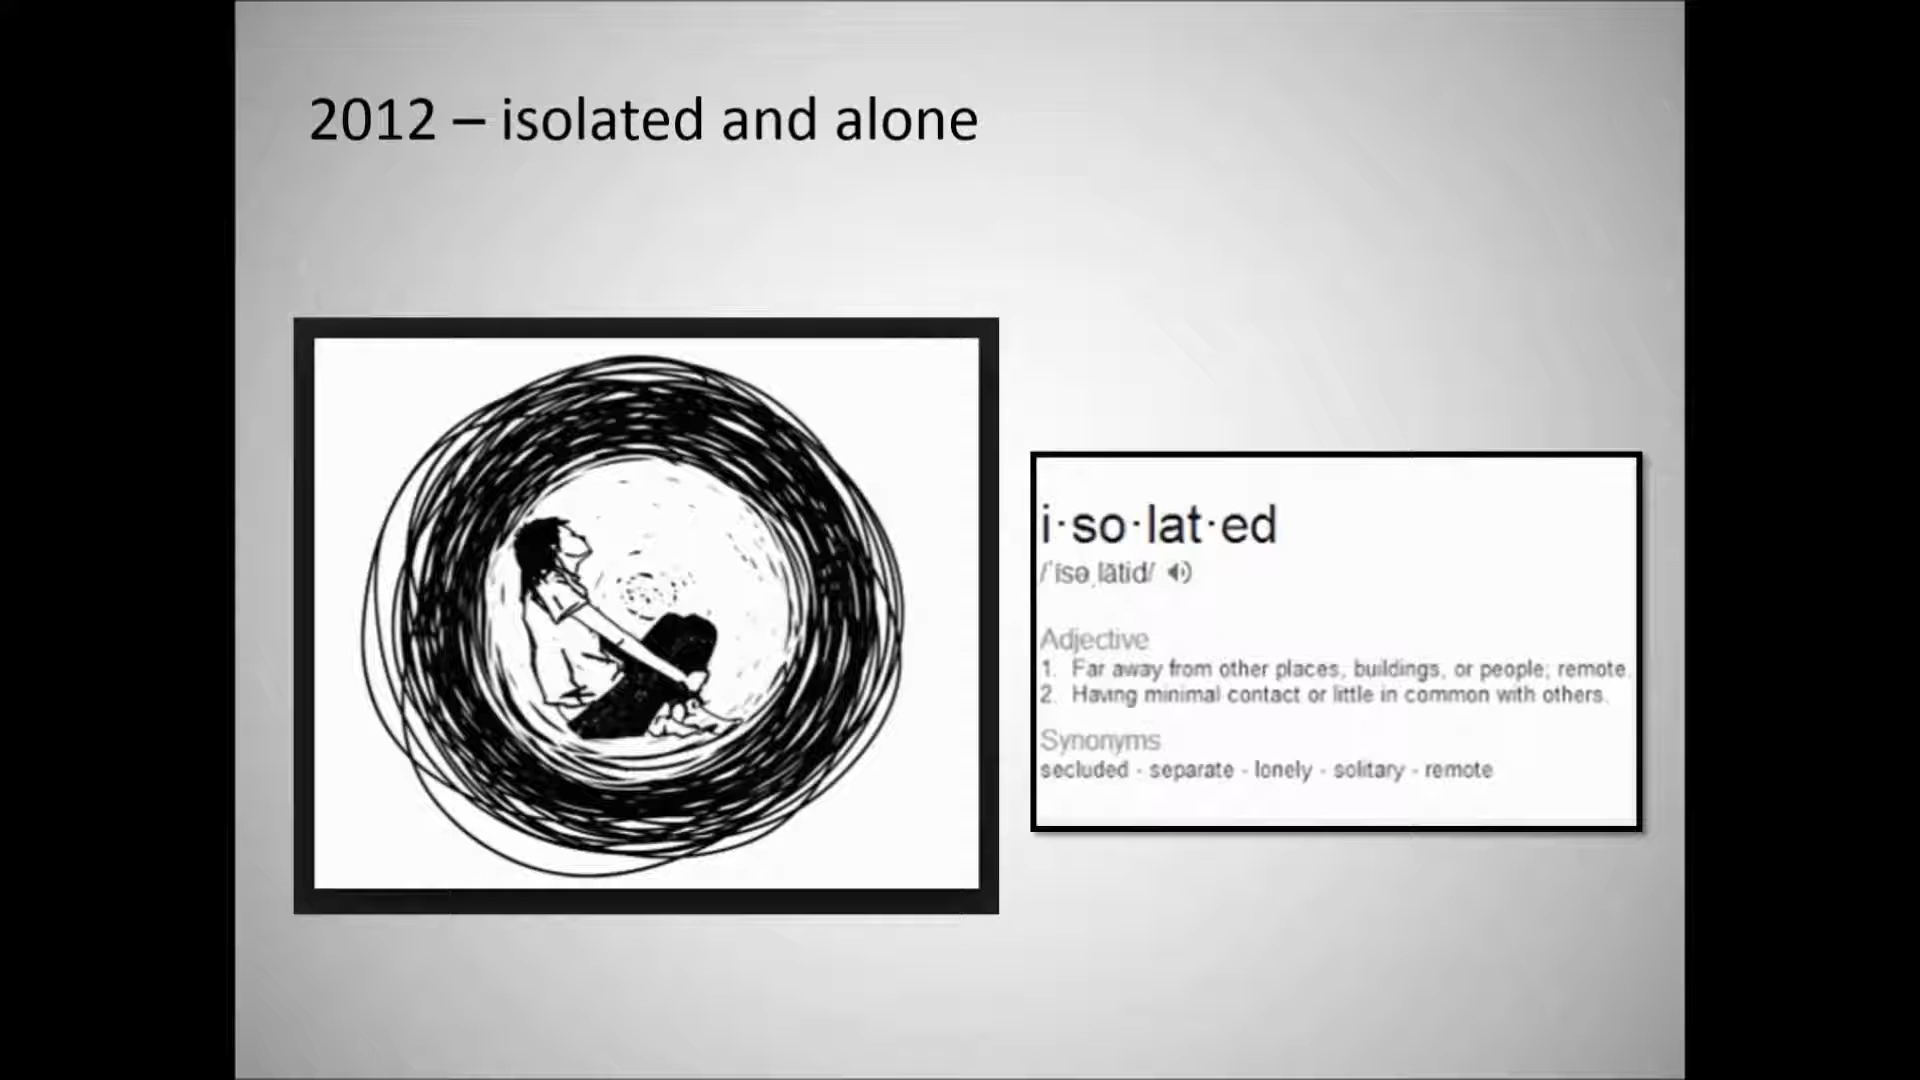 2012 – isolated and alone
i·so·lat·ed
/ˈīsəˌlātid/
Adjective
1. Far away from other places, buildings, or people; remote.
2. Having minimal contact or little in common with others.
Synonyms
secluded - separate - lonely - solitary - remote